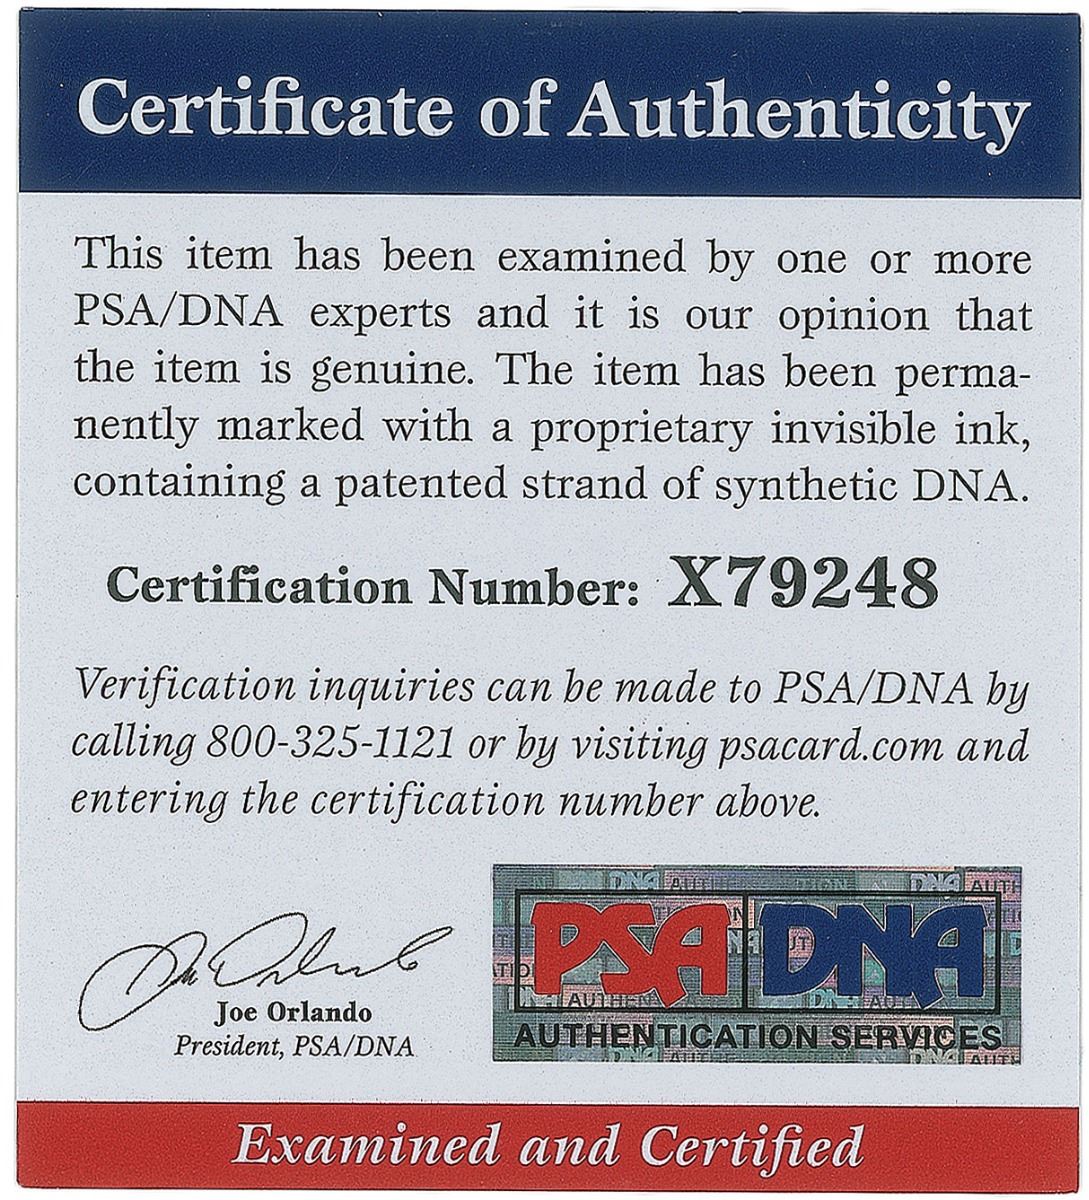 Certificate of Authenticity
This item has been examined by one or more
PSA/DNA experts and it is our opinion that
the item is genuine. The item has been perma-
nently marked with a proprietary invisible ink,
containing a patented strand of synthetic DNA.
Certification Number: X79248
Verification inquiries can be made to PSA/DNA by
calling 800-325-1121 or by visiting psacard.com and
entering the certification number above.
Joe Orlando
President, PSA/DNA
PSA DNA
AUTHENTICATION SERVICES
Examined and Certified